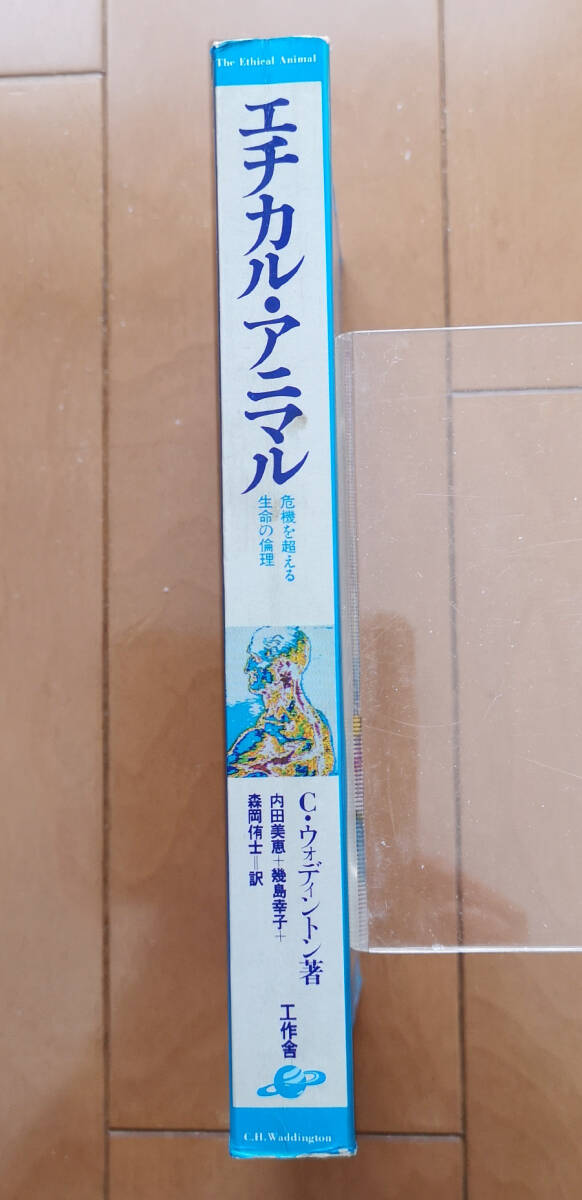 The Ethical Animal
エチカル・アニマル
危機を超える
生命の倫理
C・ウォディントン著
内田美恵+幾島幸子+
森岡侑士=訳
工作舎
C.H. Waddington